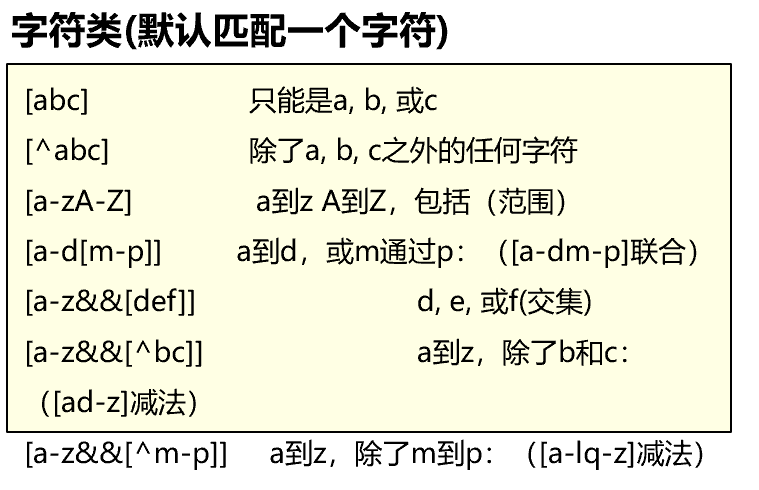 字符类(默认匹配一个字符)
[abc] 只能是a, b, 或c
[^abc] 除了a, b, c之外的任何字符
[a-zA-Z] a到z A到Z，包括（范围）
[a-d[m-p]] a到d，或m通过p：（[a-dm-p]联合）
[a-z&&[def]] d, e, 或f(交集)
[a-z&&[^bc]] a到z，除了b和c：
（[ad-z]减法）
[a-z&&[^m-p]] a到z，除了m到p：（[a-lq-z]减法）